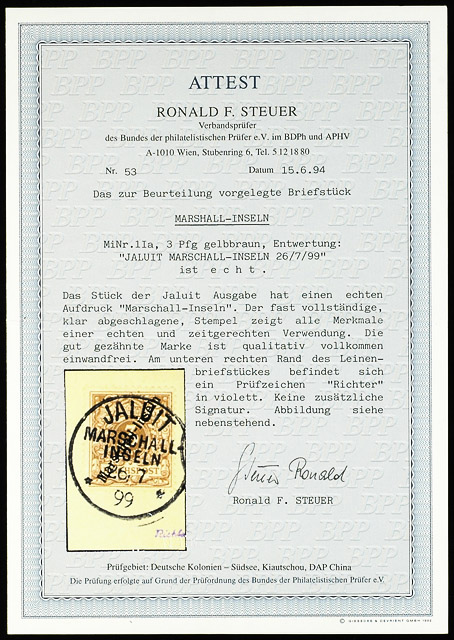 ATTEST
RONALD F. STEUER
Verbandsprüfer
des Bundes der philatelistischen Prüfer e.V. im BDPh und APHV
A-1010 Wien, Stubenring 6, Tel. 5 12 18 80
Nr. 53 Datum 15.6.94
Das zur Beurteilung vorgelegte Briefstück
MARSHALL-INSELN
MiNr.1Ia, 3 Pfg gelbbraun, Entwertung:
"JALUIT MARSCHALL-INSELN 26/7/99"
ist echt.
Das Stück der Jaluit Ausgabe hat einen echten
Aufdruck "Marschall-Inseln". Der fast vollständige,
klar abgeschlagene, Stempel zeigt alle Merkmale
einer echten und zeitgerechten Verwendung. Die
gut gezähnte Marke ist qualitativ vollkommen
einwandfrei. Am unteren rechten Rand des Leinen-
briefstückes befindet sich
ein Prüfzeichen "Richter"
in violett. Keine zusätzliche
Signatur. Abbildung siehe
nebenstehend.
JALUIT
MARSCHALL-
INSELN
26/7
99
Steuer Ronald
Ronald F. STEUER
Prüfgebiet: Deutsche Kolonien – Südsee, Kiautschou, DAP China
Die Prüfung erfolgte auf Grund der Prüfordnung des Bundes der Philatelistischen Prüfer e.V.